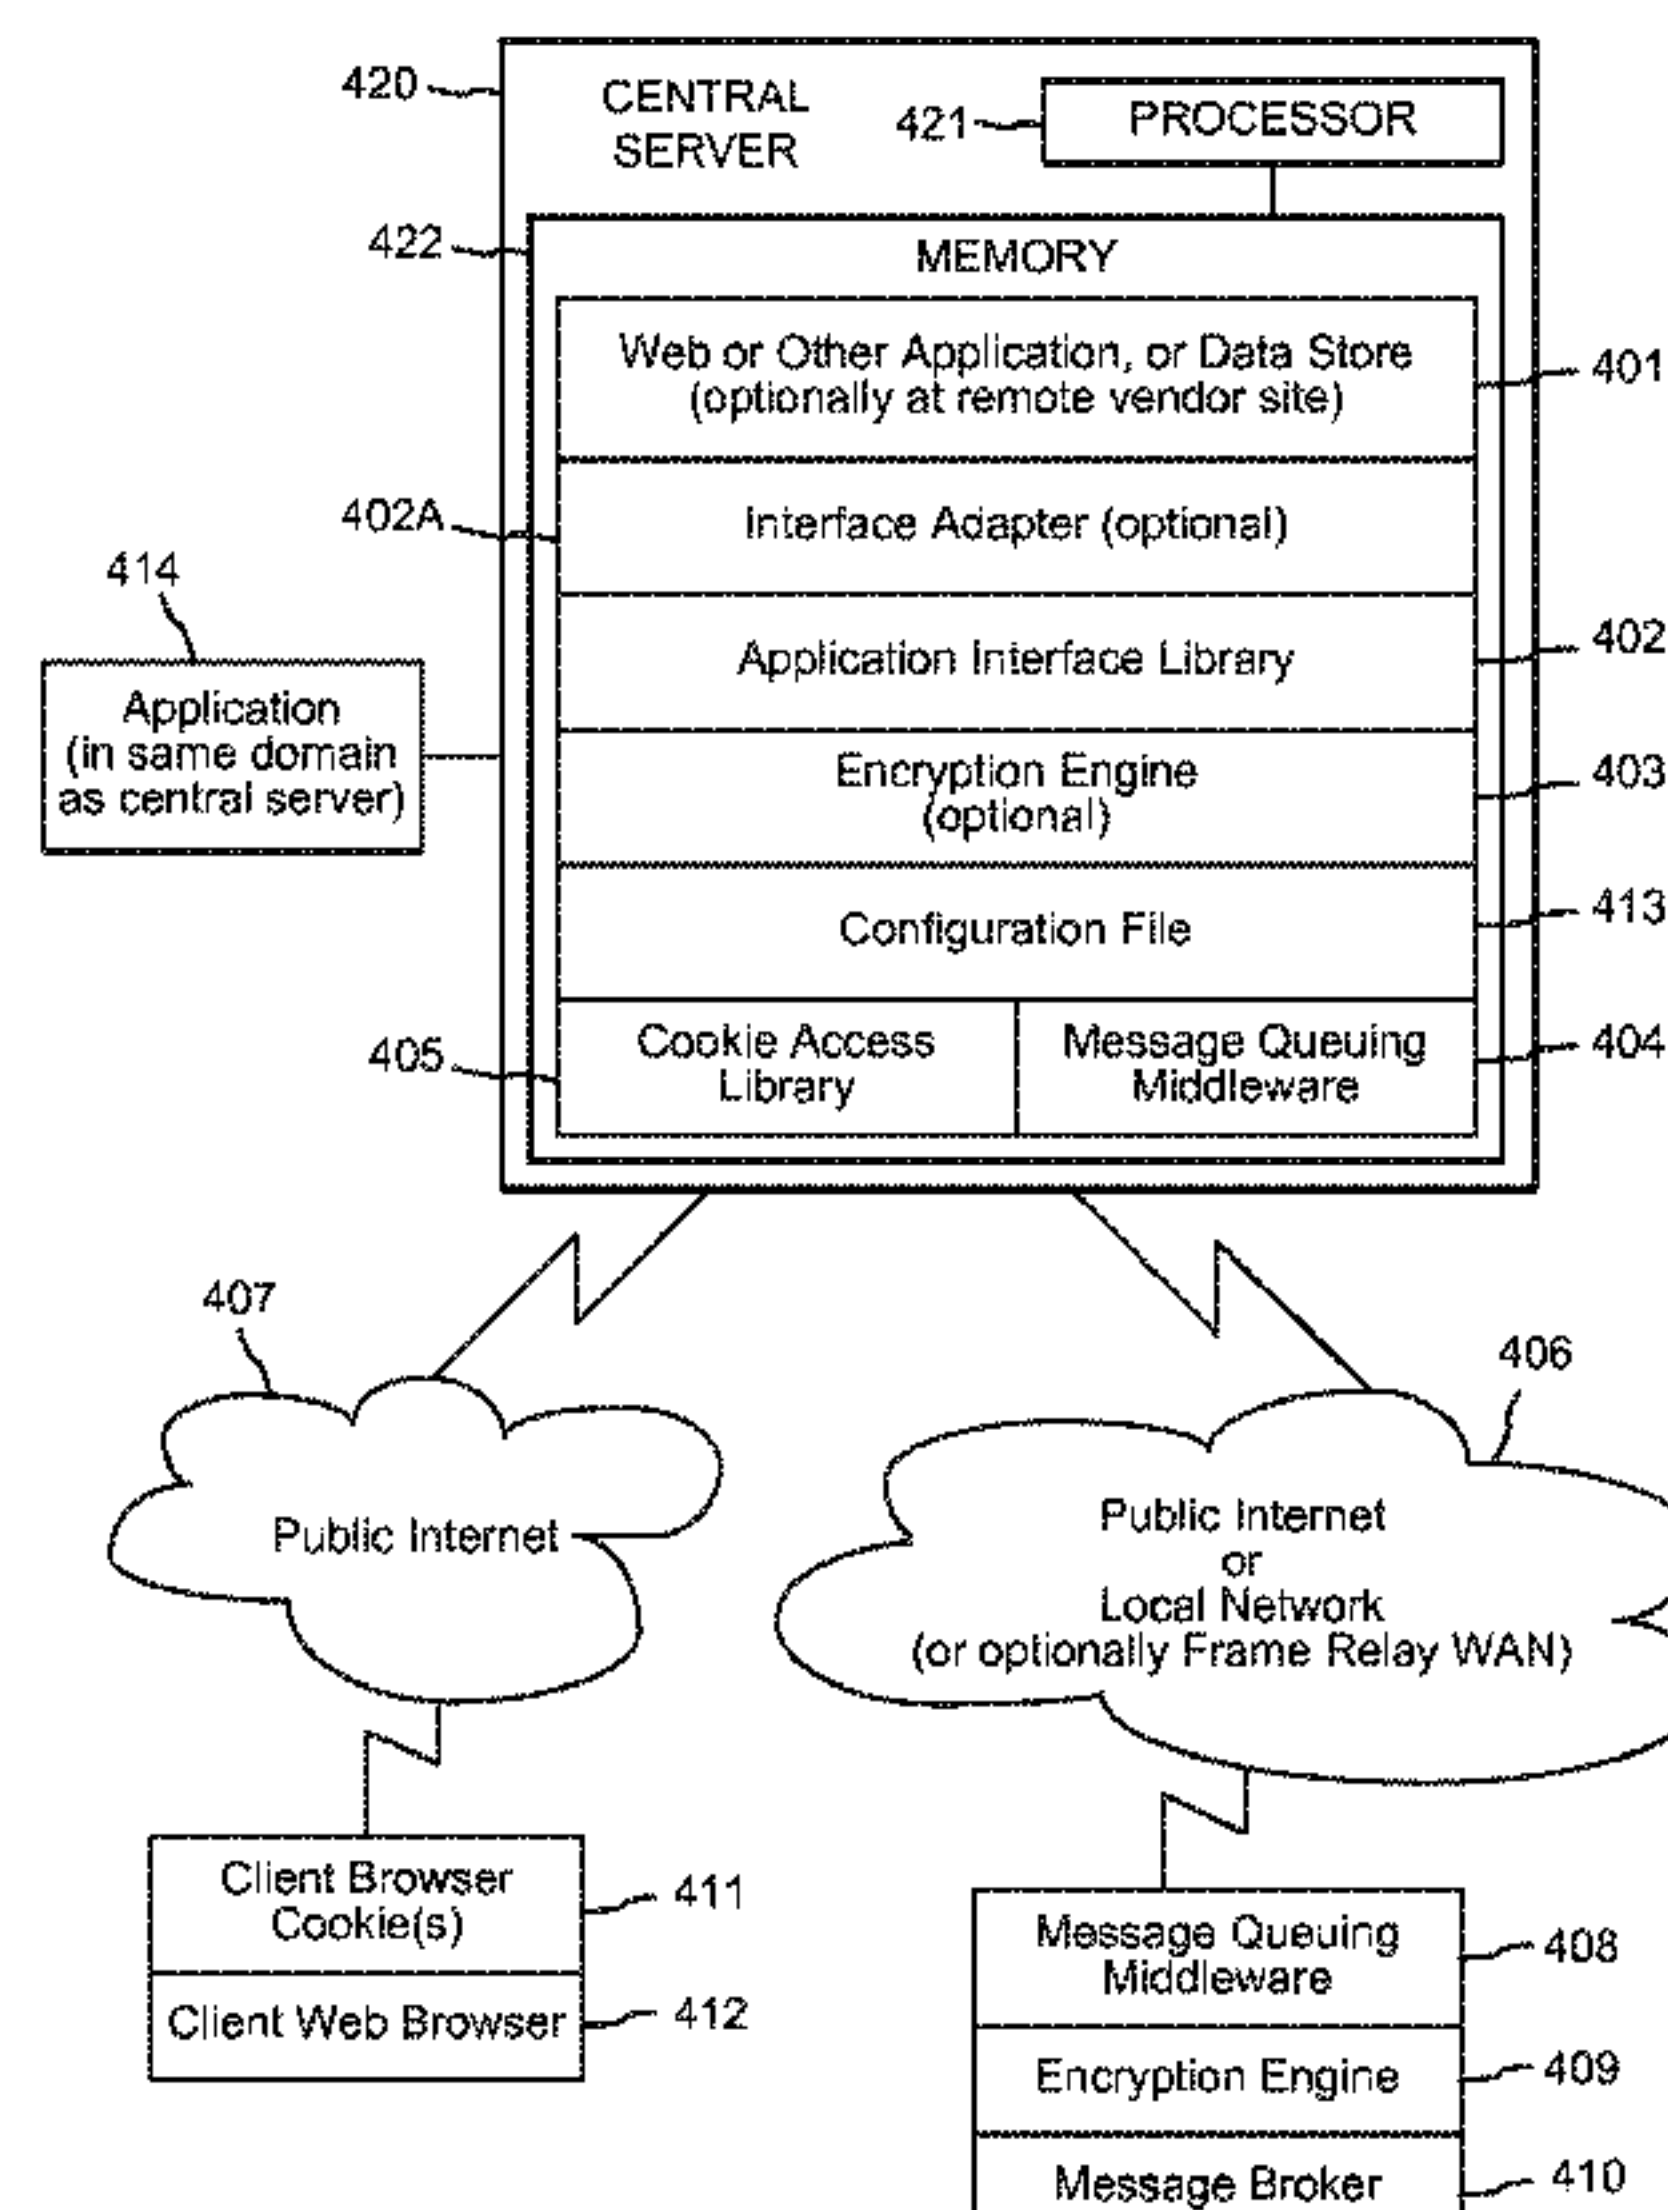 420
CENTRAL
SERVER
421
PROCESSOR
422
MEMORY
Web or Other Application, or Data Store
(optionally at remote vendor site)
401
402A
Interface Adapter (optional)
414
Application Interface Library
402
Application
(in same domain
as central server)
Encryption Engine
(optional)
403
Configuration File
413
405
Cookie Access
Library
Message Queuing
Middleware
404
407
406
Public Internet
Public Internet
or
Local Network
(or optionally Frame Relay WAN)
Client Browser
Cookie(s)
411
Client Web Browser
412
Message Queuing
Middleware
408
Encryption Engine
409
Message Broker
410